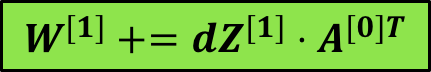 W^{[1]} += dZ^{[1]} · A^{[0]T}